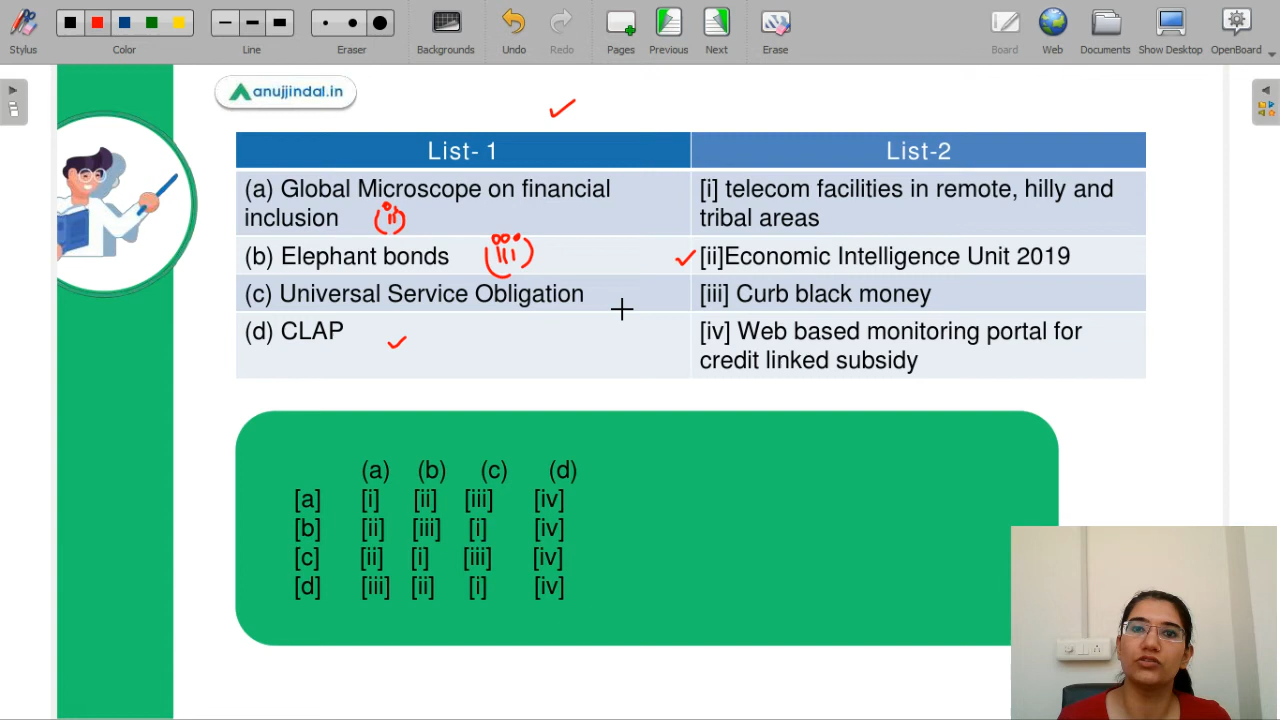 Stylus
Color
Line
Eraser
Backgrounds
Undo
Redo
Pages
Previous
Next
Erase
Board
Web
Documents
Show Desktop
OpenBoard
anujjindal.in
List- 1
List-2
(a) Global Microscope on financial
inclusion (ii)
[i] telecom facilities in remote, hilly and
tribal areas
(b) Elephant bonds (iii)
[ii]Economic Intelligence Unit 2019
(c) Universal Service Obligation
[iii] Curb black money
(d) CLAP
[iv] Web based monitoring portal for
credit linked subsidy
(a) (b) (c) (d)
[a] [i] [ii] [iii] [iv]
[b] [ii] [iii] [i] [iv]
[c] [ii] [i] [iii] [iv]
[d] [iii] [ii] [i] [iv]